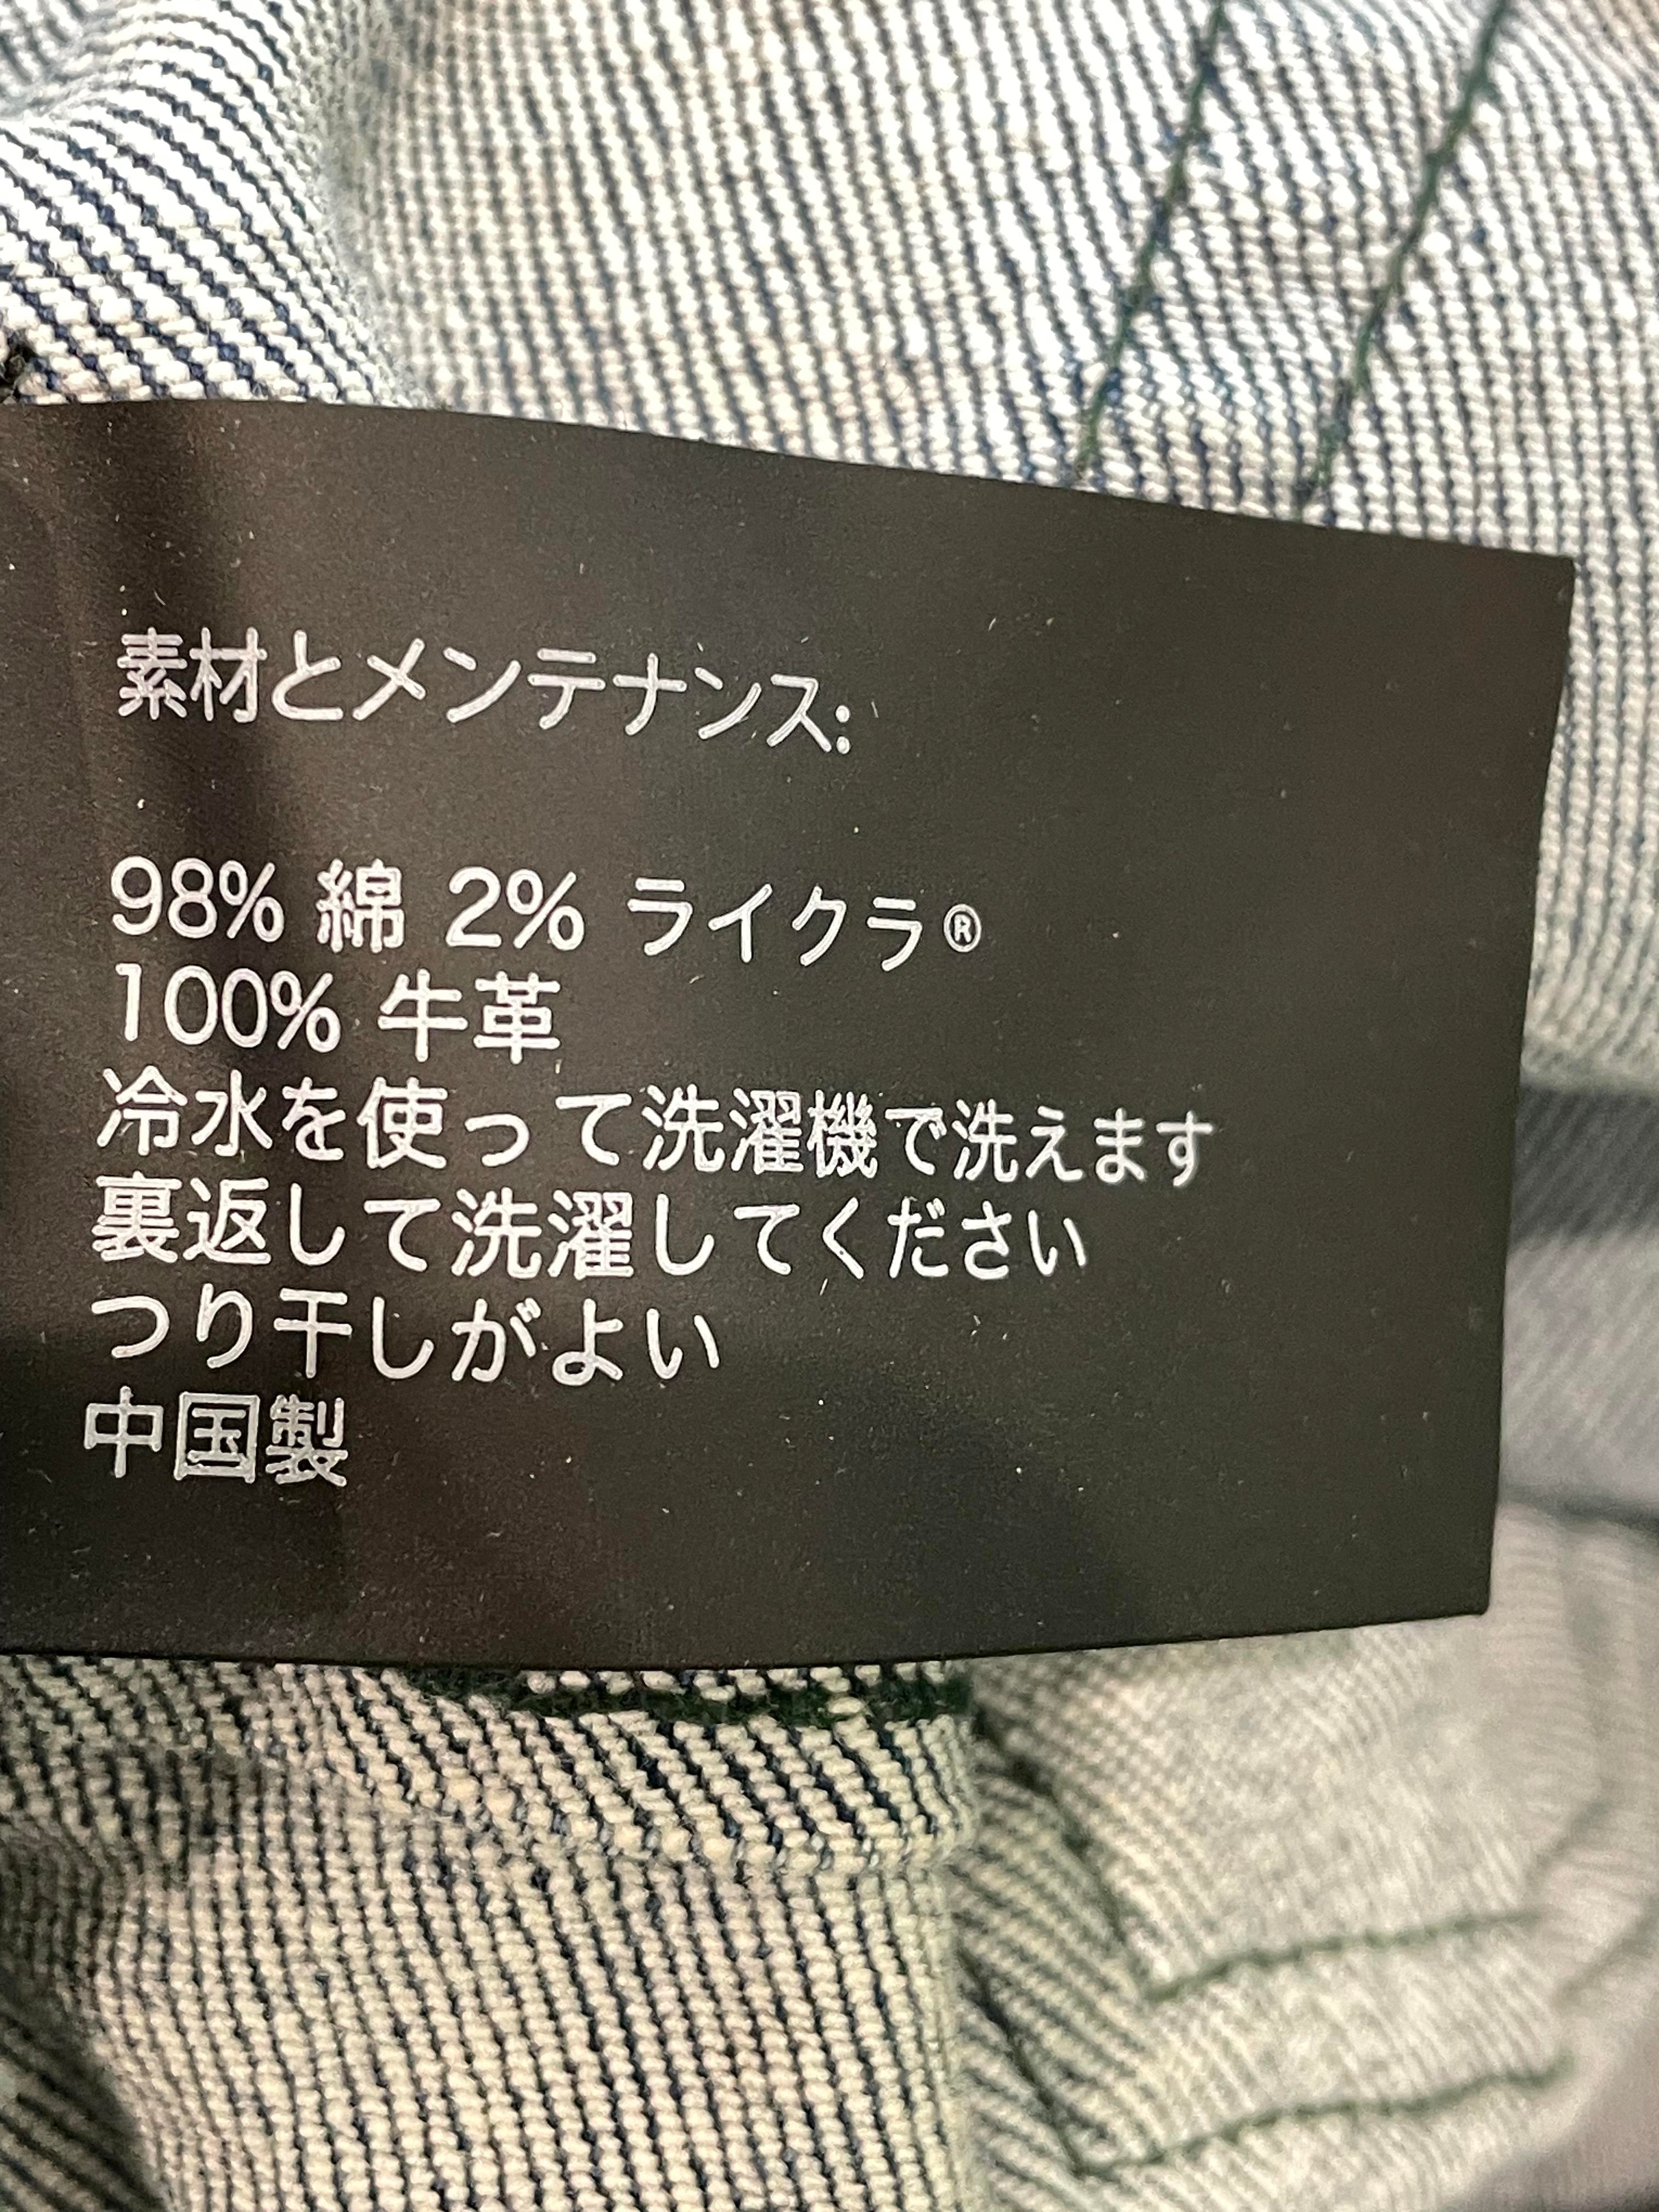 素材とメンテナンス:
98% 綿 2% ライクラ®
100% 牛革
冷水を使って洗濯機で洗えます
裏返して洗濯してください
つり干しがよい
中国製